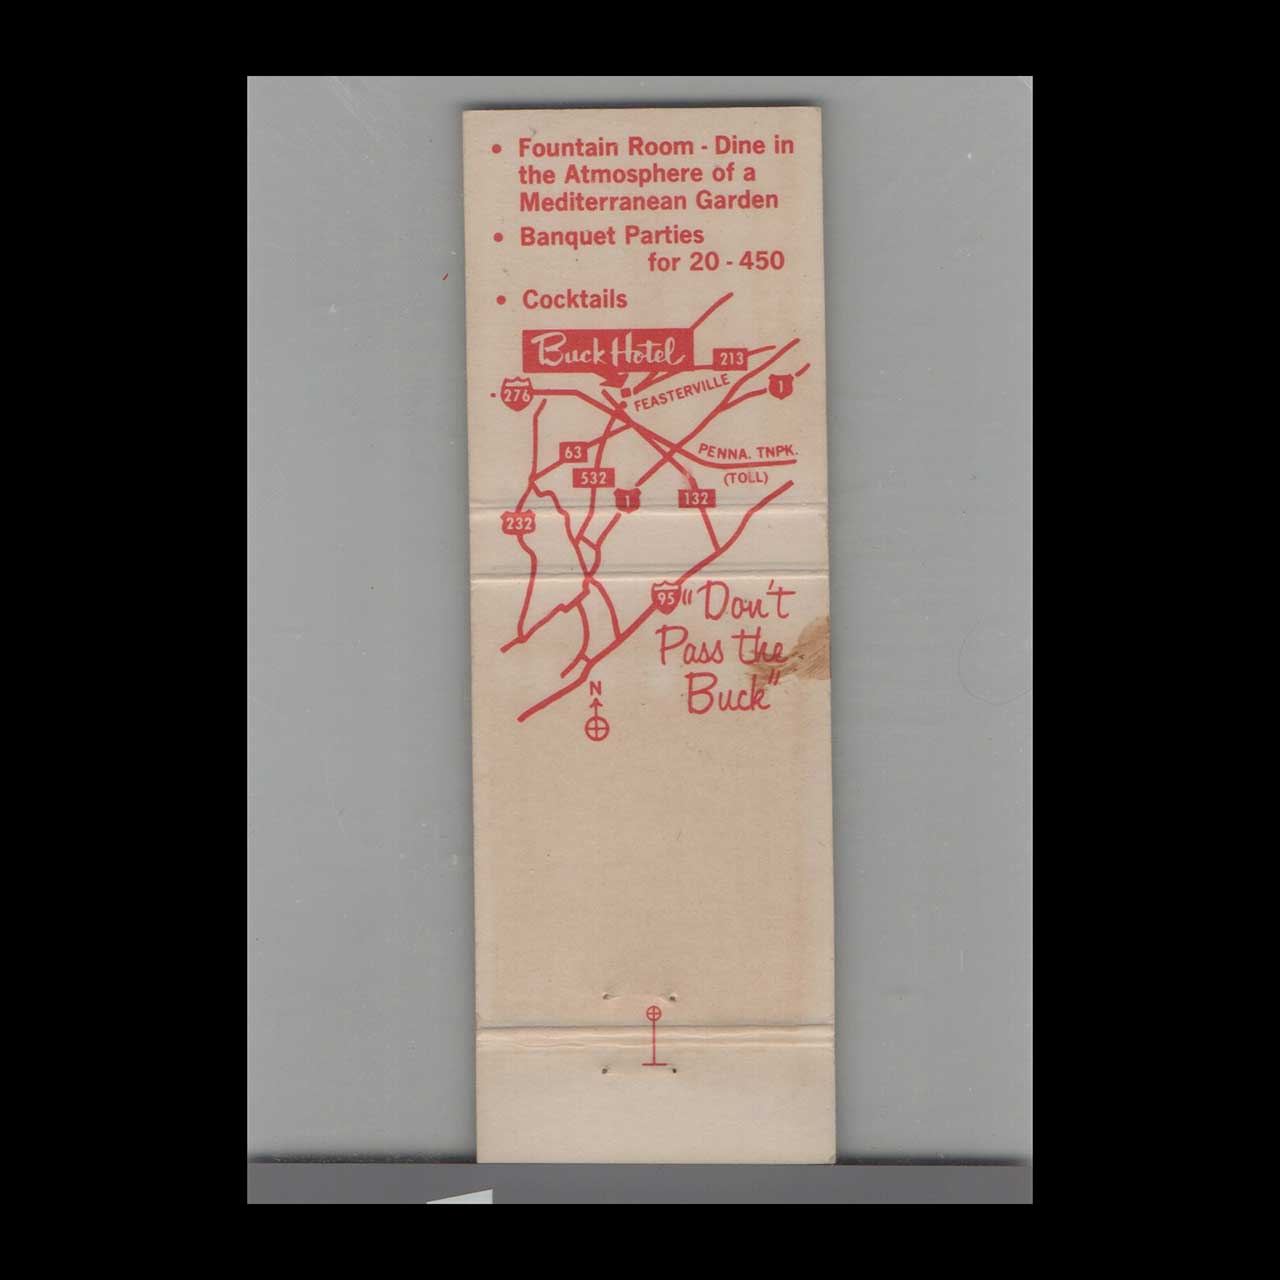 • Fountain Room - Dine in
the Atmosphere of a
Mediterranean Garden
• Banquet Parties
for 20 - 450
• Cocktails
Buck Hotel
213
276
FEASTERVILLE
1
63
PENNA. TNPK.
(TOLL)
532
1
132
232
95
"Don't
Pass the
Buck"
N